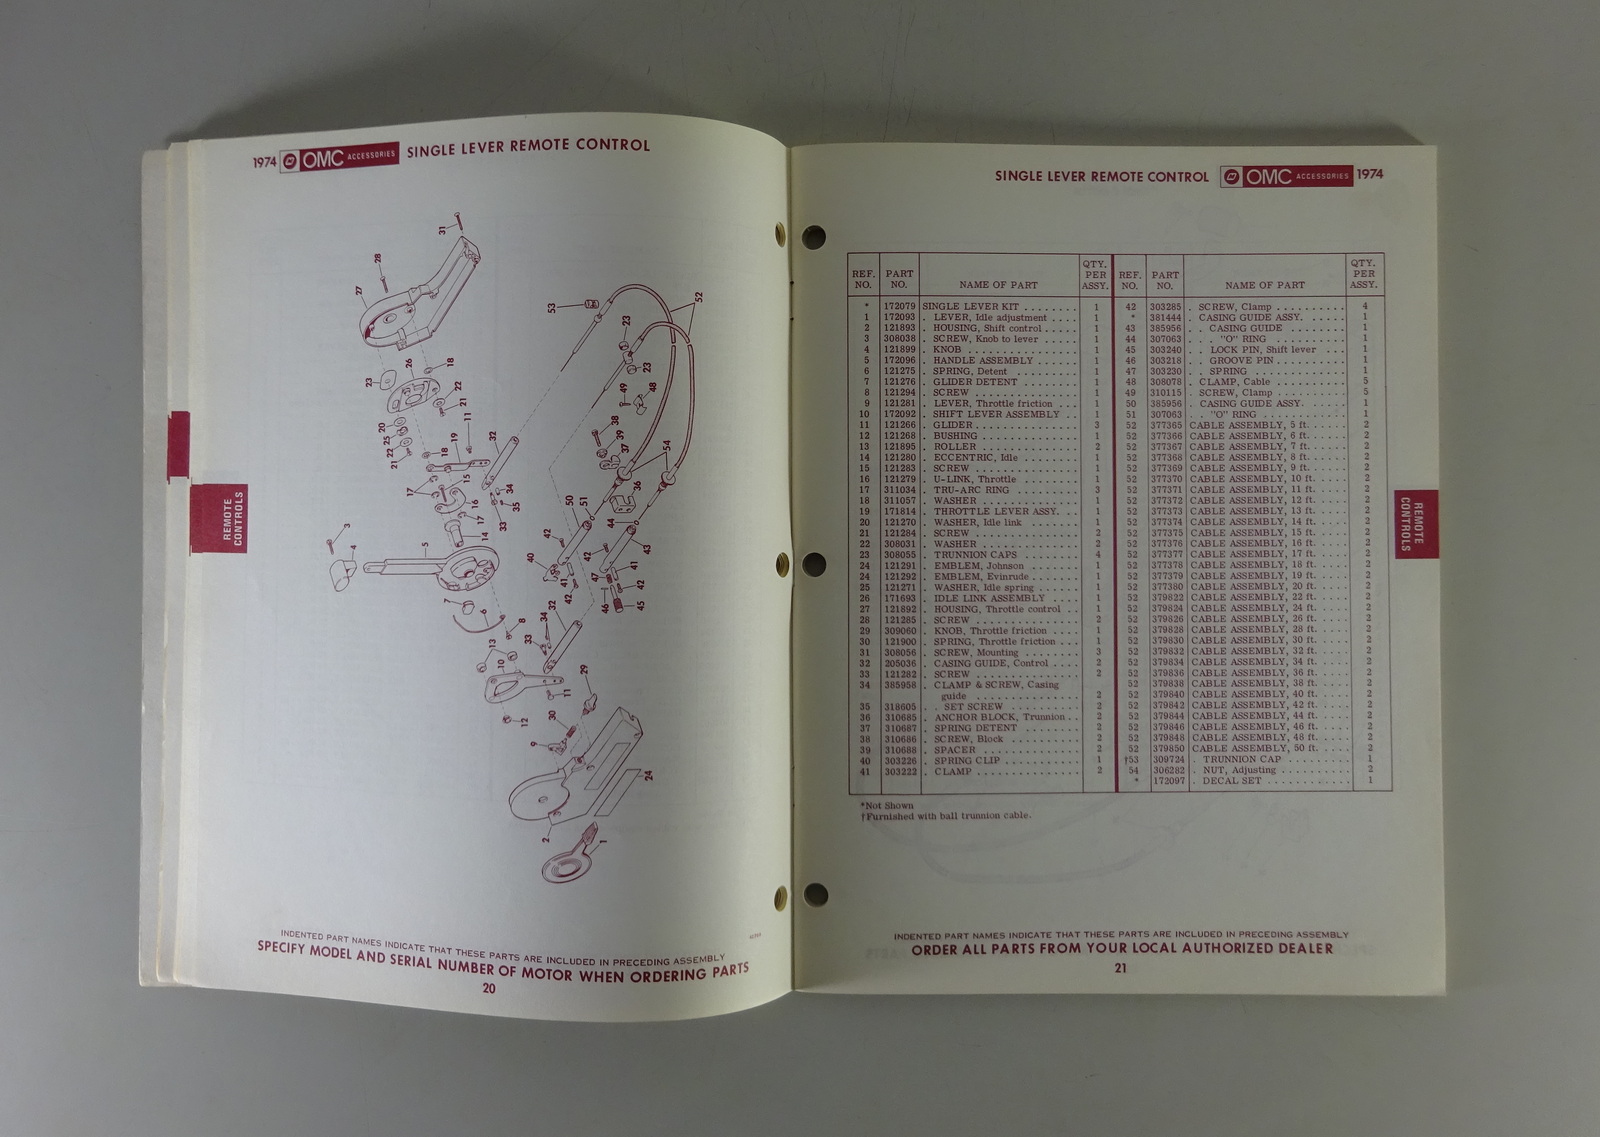 1974 OMC ACCESSORIES SINGLE LEVER REMOTE CONTROL
REMOTE CONTROLS
INDENTED PART NAMES INDICATE THAT THESE PARTS ARE INCLUDED IN PRECEDING ASSEMBLY
SPECIFY MODEL AND SERIAL NUMBER OF MOTOR WHEN ORDERING PARTS
20
SINGLE LEVER REMOTE CONTROL OMC ACCESSORIES 1974
REF. NO. PART NO. NAME OF PART QTY. PER ASSY. REF. NO. PART NO. NAME OF PART QTY. PER ASSY.
* 172079 SINGLE LEVER KIT 1
1 172093 . LEVER, Idle adjustment 1
2 121893 . HOUSING, Shift control 1
3 308038 . SCREW, Knob to lever 1
4 121899 . KNOB 1
5 172096 . HANDLE ASSEMBLY 1
6 121275 . SPRING, Detent 1
7 121276 . GLIDER DETENT 1
8 121294 . SCREW 1
9 121281 . LEVER, Throttle friction 1
10 172092 . SHIFT LEVER ASSEMBLY 1
11 121266 . GLIDER 3
12 121268 . BUSHING 1
13 121895 . ROLLER 2
14 121280 . ECCENTRIC, Idle 1
15 121283 . SCREW 1
16 121279 . U-LINK, Throttle 1
17 311034 . TRU-ARC RING 3
18 311057 . WASHER 1
19 171814 . THROTTLE LEVER ASSY. 1
20 121270 . WASHER, Idle link 1
21 121284 . SCREW 2
22 308031 . WASHER 2
23 308055 . TRUNNION CAPS 4
24 121291 . EMBLEM, Johnson 1
24 121292 . EMBLEM, Evinrude 1
25 121271 . WASHER, Idle spring 1
26 171693 . IDLE LINK ASSEMBLY 1
27 121892 . HOUSING, Throttle control 1
28 121285 . SCREW 2
29 309060 . KNOB, Throttle friction 1
30 121900 . SPRING, Throttle friction 1
31 308056 . SCREW, Mounting 3
32 205036 . CASING GUIDE, Control 2
33 121282 . SCREW 2
34 385958 . CLAMP & SCREW, Casing
guide 2
35 318605 . . SET SCREW 2
36 310685 . ANCHOR BLOCK, Trunnion 2
37 310687 . SPRING DETENT 2
38 310686 . SCREW, Block 2
39 310688 . SPACER 2
40 303226 . SPRING CLIP 1
41 303222 . CLAMP 2
42 303285 . SCREW, Clamp 4
* 381444 . CASING GUIDE ASSY. 1
43 385956 . . CASING GUIDE 1
44 307063 . . . "O" RING 1
45 303240 . . LOCK PIN, Shift lever 1
46 303218 . . GROOVE PIN 1
47 303230 . . SPRING 1
48 308078 . CLAMP, Cable 5
49 310115 . SCREW, Clamp 5
50 385956 . CASING GUIDE ASSY. 1
51 307063 . . "O" RING 1
52 377365 CABLE ASSEMBLY, 5 ft. 2
52 377366 CABLE ASSEMBLY, 6 ft. 2
52 377367 CABLE ASSEMBLY, 7 ft. 2
52 377368 CABLE ASSEMBLY, 8 ft. 2
52 377369 CABLE ASSEMBLY, 9 ft. 2
52 377370 CABLE ASSEMBLY, 10 ft. 2
52 377371 CABLE ASSEMBLY, 11 ft. 2
52 377372 CABLE ASSEMBLY, 12 ft. 2
52 377373 CABLE ASSEMBLY, 13 ft. 2
52 377374 CABLE ASSEMBLY, 14 ft. 2
52 377375 CABLE ASSEMBLY, 15 ft. 2
52 377376 CABLE ASSEMBLY, 16 ft. 2
52 377377 CABLE ASSEMBLY, 17 ft. 2
52 377378 CABLE ASSEMBLY, 18 ft. 2
52 377379 CABLE ASSEMBLY, 19 ft. 2
52 377380 CABLE ASSEMBLY, 20 ft. 2
52 379822 CABLE ASSEMBLY, 22 ft. 2
52 379824 CABLE ASSEMBLY, 24 ft. 2
52 379826 CABLE ASSEMBLY, 26 ft. 2
52 379828 CABLE ASSEMBLY, 28 ft. 2
52 379830 CABLE ASSEMBLY, 30 ft. 2
52 379832 CABLE ASSEMBLY, 32 ft. 2
52 379834 CABLE ASSEMBLY, 34 ft. 2
52 379836 CABLE ASSEMBLY, 36 ft. 2
52 379838 CABLE ASSEMBLY, 38 ft. 2
52 379840 CABLE ASSEMBLY, 40 ft. 2
52 379842 CABLE ASSEMBLY, 42 ft. 2
52 379844 CABLE ASSEMBLY, 44 ft. 2
52 379846 CABLE ASSEMBLY, 46 ft. 2
52 379848 CABLE ASSEMBLY, 48 ft. 2
52 379850 CABLE ASSEMBLY, 50 ft. 2
†53 309724 . TRUNNION CAP 1
54 306282 . NUT, Adjusting 2
* 172097 . DECAL SET 1
*Not Shown
†Furnished with ball trunnion cable.
REMOTE CONTROLS
INDENTED PART NAMES INDICATE THAT THESE PARTS ARE INCLUDED IN PRECEDING ASSEMBLY
ORDER ALL PARTS FROM YOUR LOCAL AUTHORIZED DEALER
21